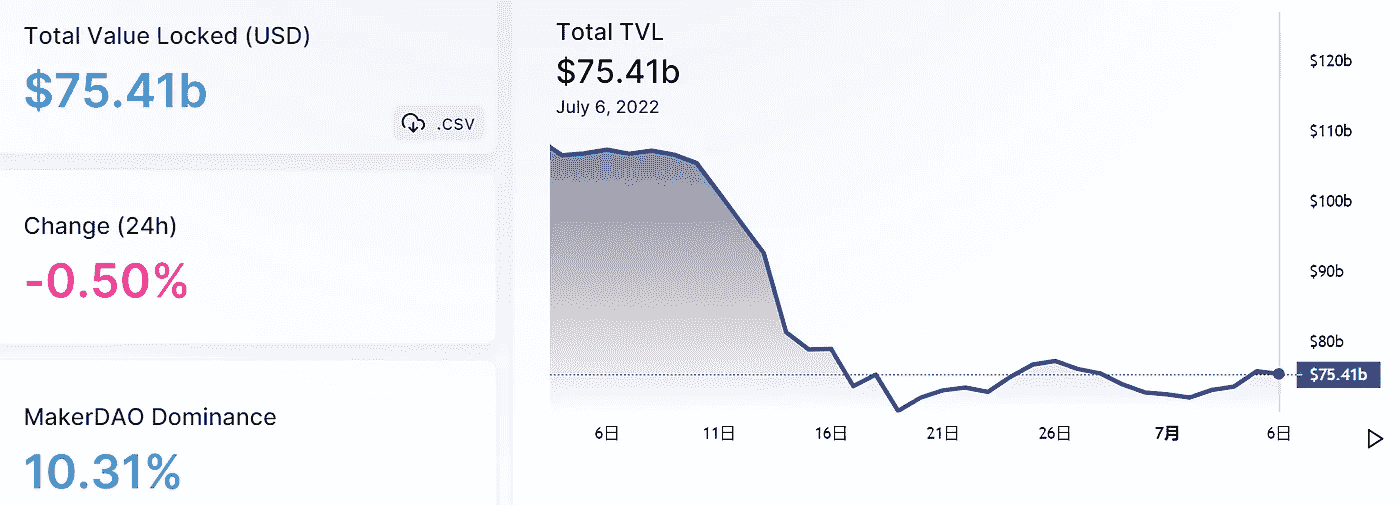 Total Value Locked (USD)
$75.41b
.CSV
Change (24h)
-0.50%
MakerDAO Dominance
10.31%
Total TVL
$75.41b
July 6, 2022
$120b
$110b
$100b
$90b
$80b
$75.41b
6日 11日 16日 21日 26日 7月 6日